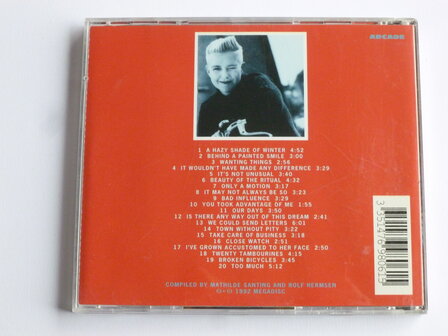 ARCADE
1 A HAZY SHADE OF WINTER 4:52
2 BEHIND A PAINTED SMILE 3:00
3 WANTING THINGS 2:56
4 IT WOULDN'T HAVE MADE ANY DIFFERENCE 3:29
5 IT'S NOT UNUSUAL 3:40
6 BEAUTY OF THE RITUAL 4:32
7 ONLY A MOTION 3:17
8 IT MAY NOT ALWAYS BE SO 3:23
9 BAD INFLUENCE 3:29
10 YOU TOOK ADVANTAGE OF ME 1:55
11 OUR DAYS 3:50
12 IS THERE ANY WAY OUT OF THIS DREAM 2:41
13 WE COULD SEND LETTERS 6:01
14 TOWN WITHOUT PITY 3:25
15 TAKE CARE OF BUSINESS 3:18
16 CLOSE WATCH 2:51
17 I'VE GROWN ACCUSTOMED TO HER FACE 2:01
18 TWENTY TAMBOURINES 4:10
19 BROKEN BICYCLES 3:45
20 TOO MUCH 5:12
COMPILED BY MATHILDE SANTING AND ROLF HERMSEN
℗+© 1992 MEGADISC